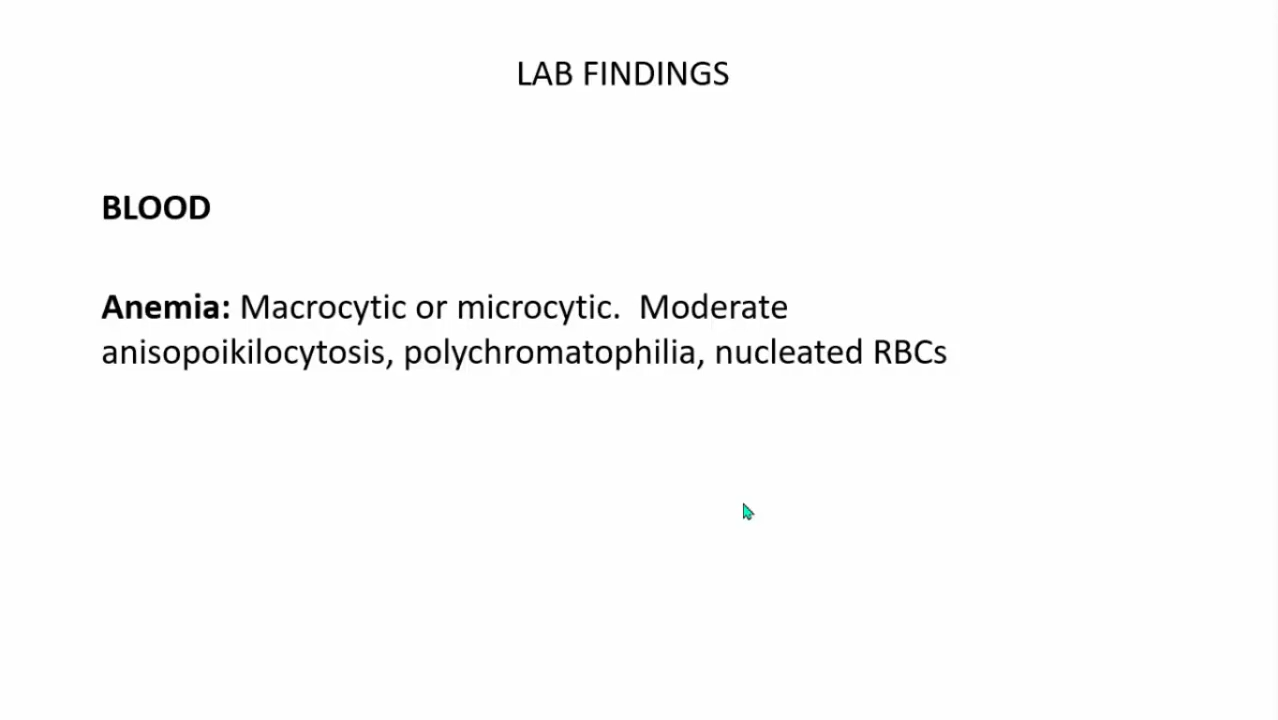 LAB FINDINGS
BLOOD
Anemia: Macrocytic or microcytic.  Moderate
anisopoikilocytosis, polychromatophilia, nucleated RBCs